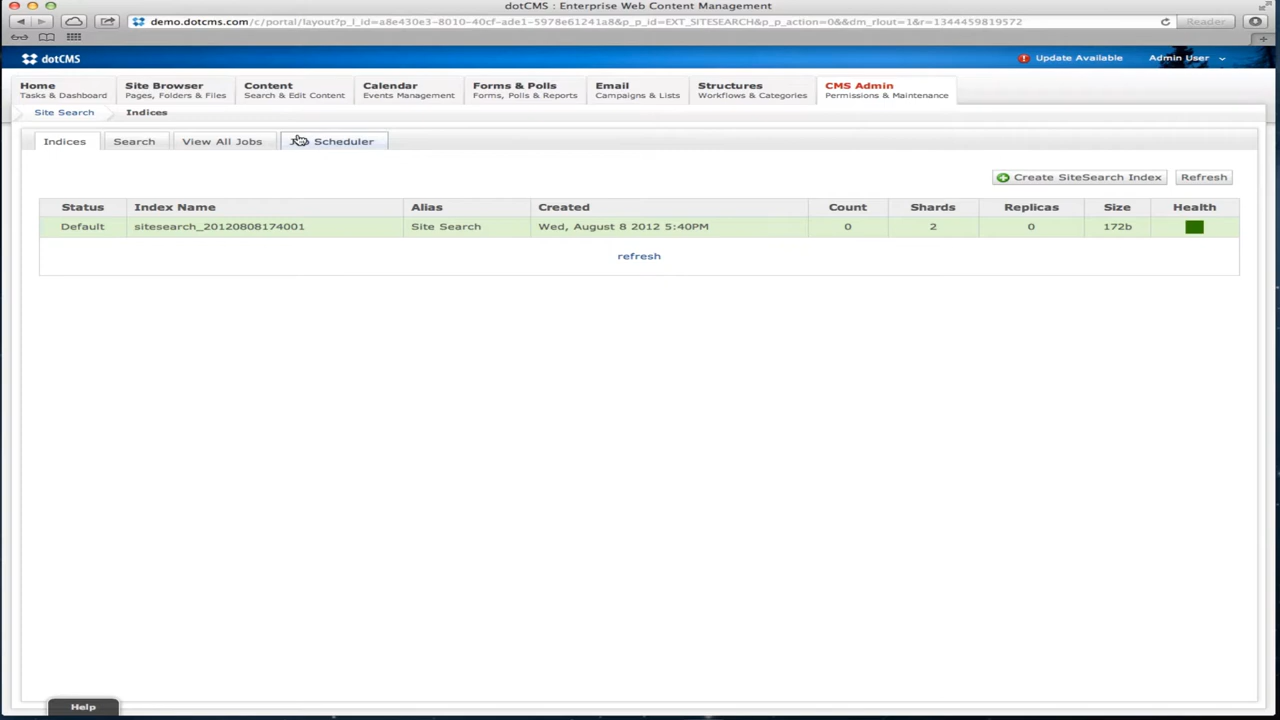 dotCMS : Enterprise Web Content Management
demo.dotcms.com/c/portal/layout?p_l_id=a8e430e3-8010-40cf-ade1-5978e61241a8&p_p_id=EXT_SITESEARCH&p_p_action=0&&dm_rlout=1&r=1344459819572
Reader
dotCMS
Update Available
Admin User
Home
Tasks & Dashboard
Site Browser
Pages, Folders & Files
Content
Search & Edit Content
Calendar
Events Management
Forms & Polls
Forms, Polls & Reports
Email
Campaigns & Lists
Structures
Workflows & Categories
CMS Admin
Permissions & Maintenance
Site Search
Indices
Indices
Search
View All Jobs
Scheduler
Create SiteSearch Index
Refresh
Status Index Name Alias Created Count Shards Replicas Size Health
Default sitesearch_20120808174001 Site Search Wed, August 8 2012 5:40PM 0 2 0 172b
refresh
Help